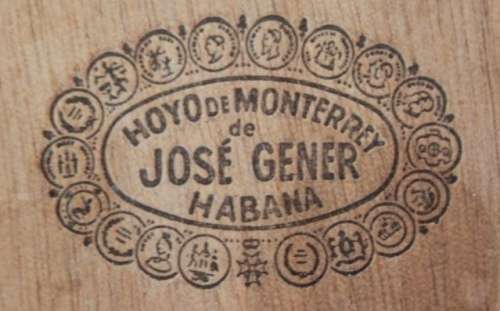 HOYO DE MONTERREY
de
JOSÉ GENER
HABANA